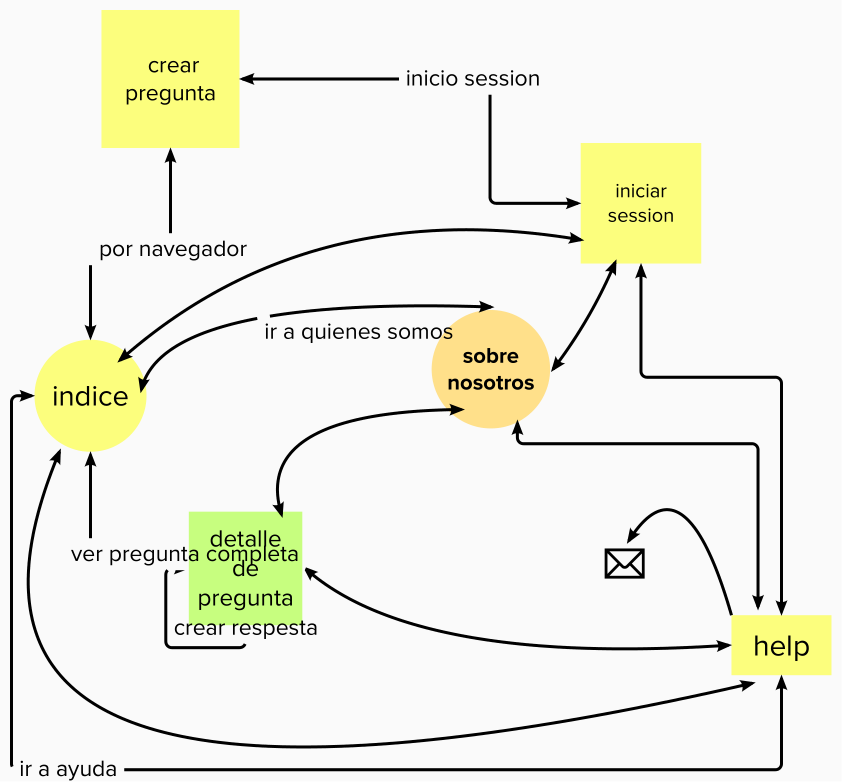 crear
pregunta
inicio session
iniciar
session
por navegador
ir a quienes somos
sobre
nosotros
indice
detalle
ver pregunta completa
de
pregunta
crear respesta
help
ir a ayuda